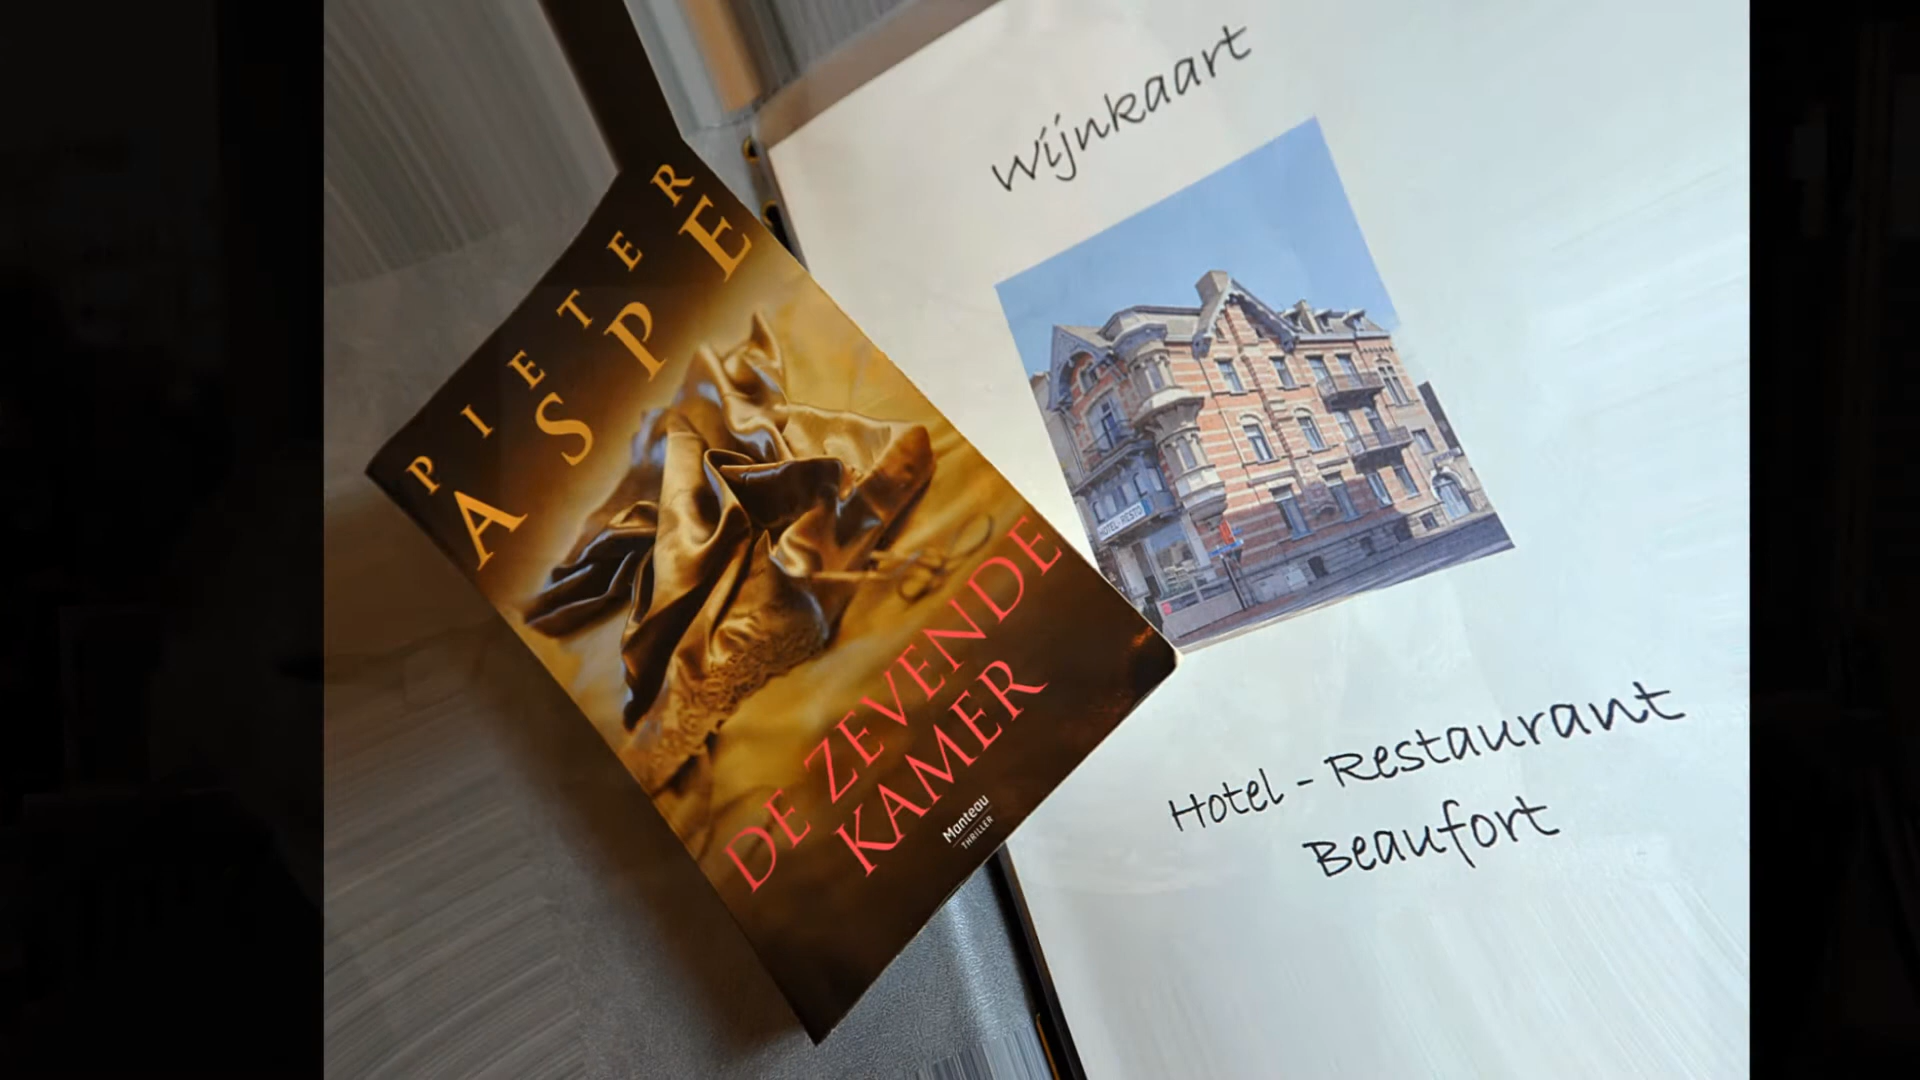 PIETER
ASPE
DE ZEVENDE
KAMER
Manteau
THRILLER
Wijnkaart
HOTEL-RESTO
Hotel - Restaurant
Beaufort